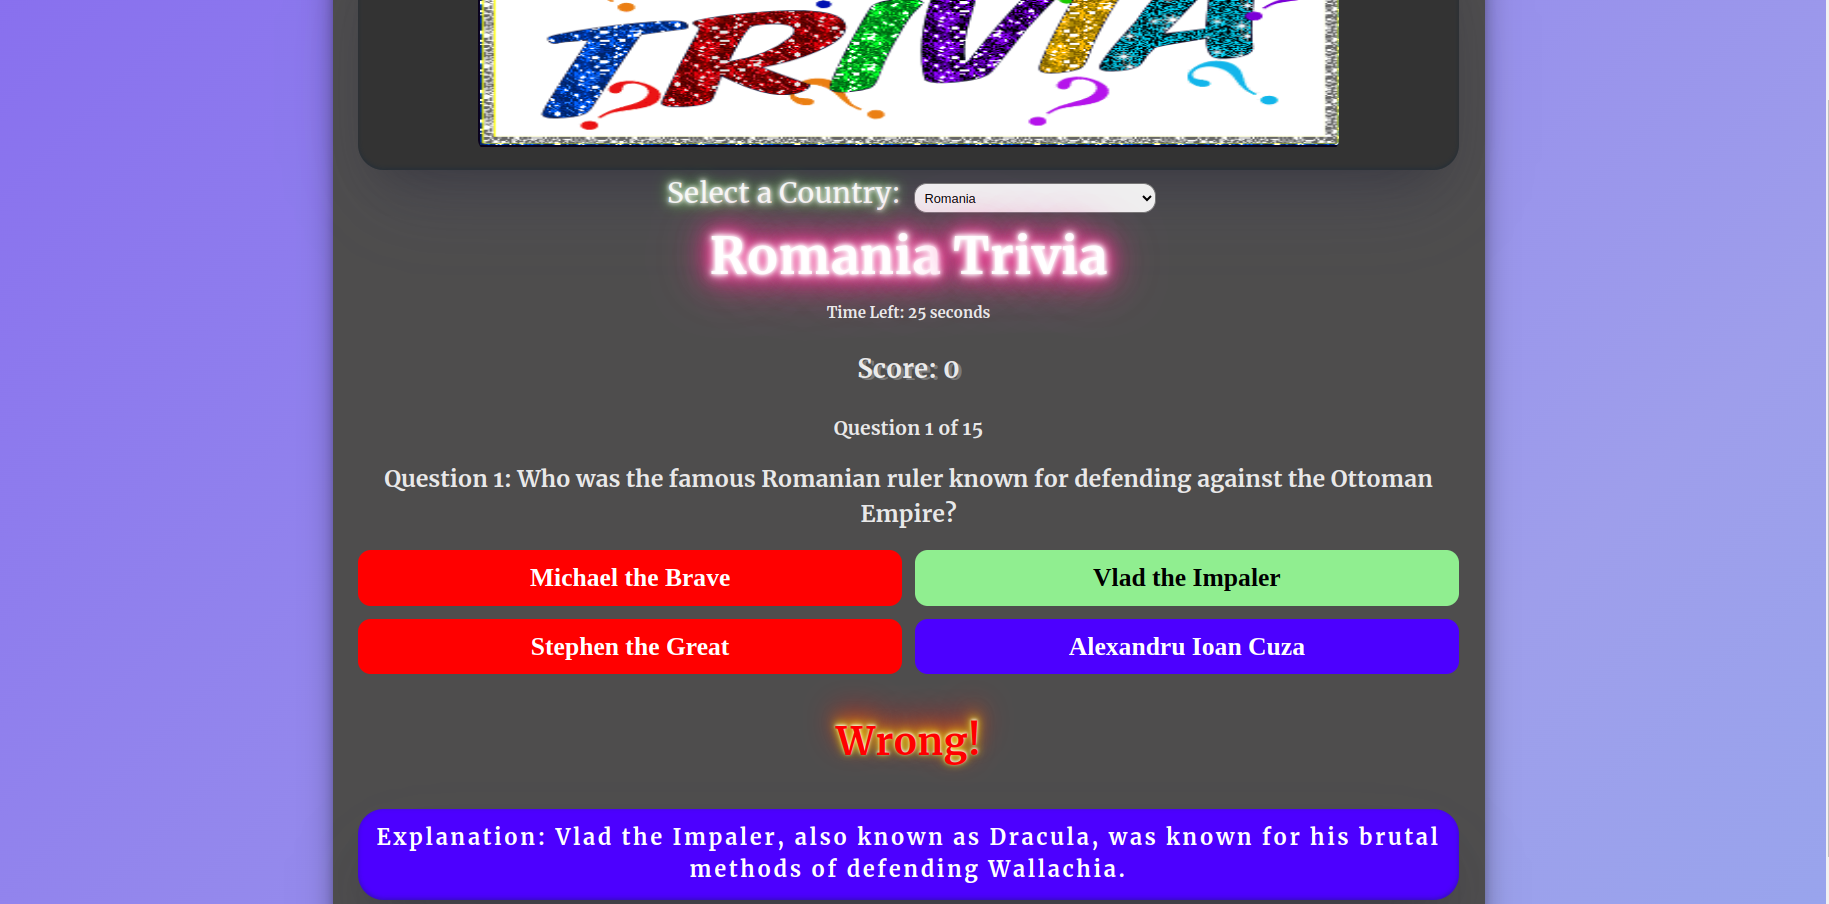 TRIVIA
Select a Country: Romania
Romania Trivia
Time Left: 25 seconds
Score: 0
Question 1 of 15
Question 1: Who was the famous Romanian ruler known for defending against the Ottoman
Empire?
Michael the Brave
Vlad the Impaler
Stephen the Great
Alexandru Ioan Cuza
Wrong!
Explanation: Vlad the Impaler, also known as Dracula, was known for his brutal
methods of defending Wallachia.